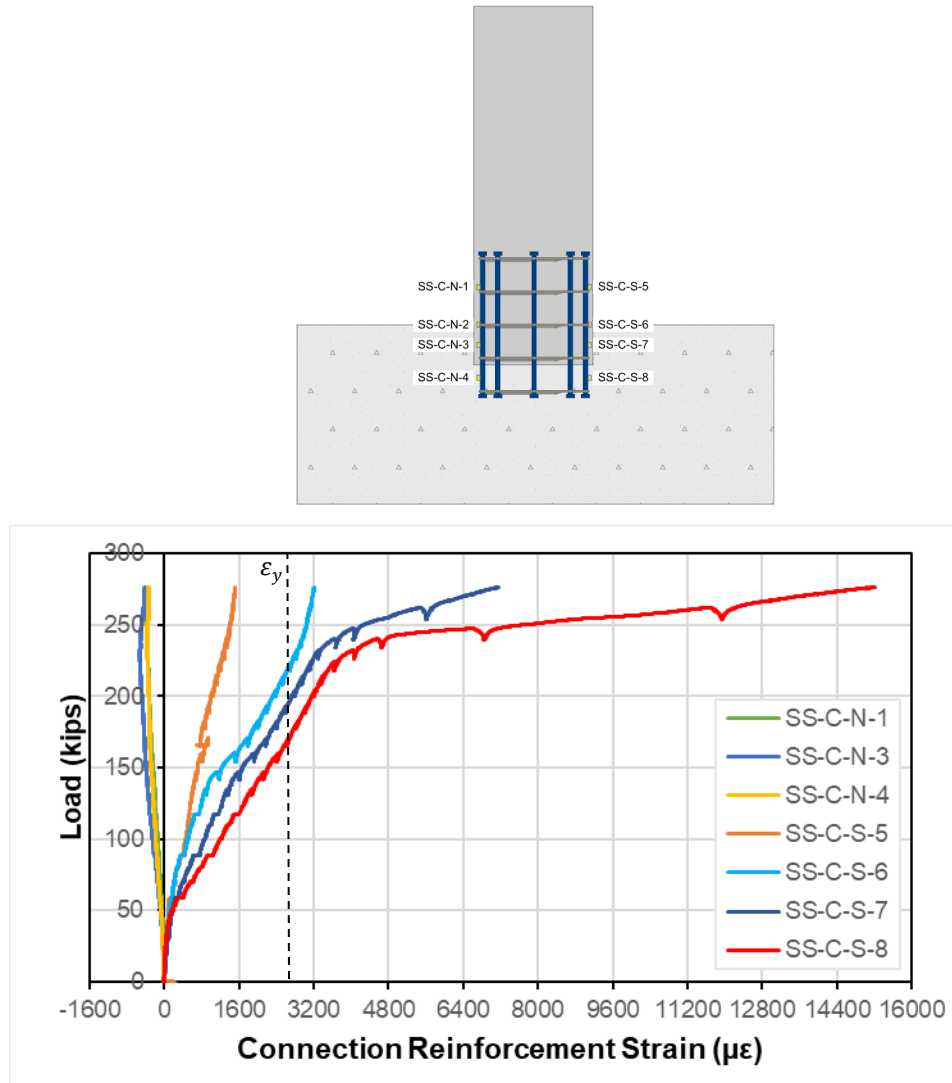 SS-C-N-1 SS-C-S-5
SS-C-N-2 SS-C-S-6
SS-C-N-3 SS-C-S-7
SS-C-N-4 SS-C-S-8
300
εy
250
200
150
100
50
0
Load (kips)
SS-C-N-1
SS-C-N-3
SS-C-N-4
SS-C-S-5
SS-C-S-6
SS-C-S-7
SS-C-S-8
-1600 0 1600 3200 4800 6400 8000 9600 11200 12800 14400 16000
Connection Reinforcement Strain (με)